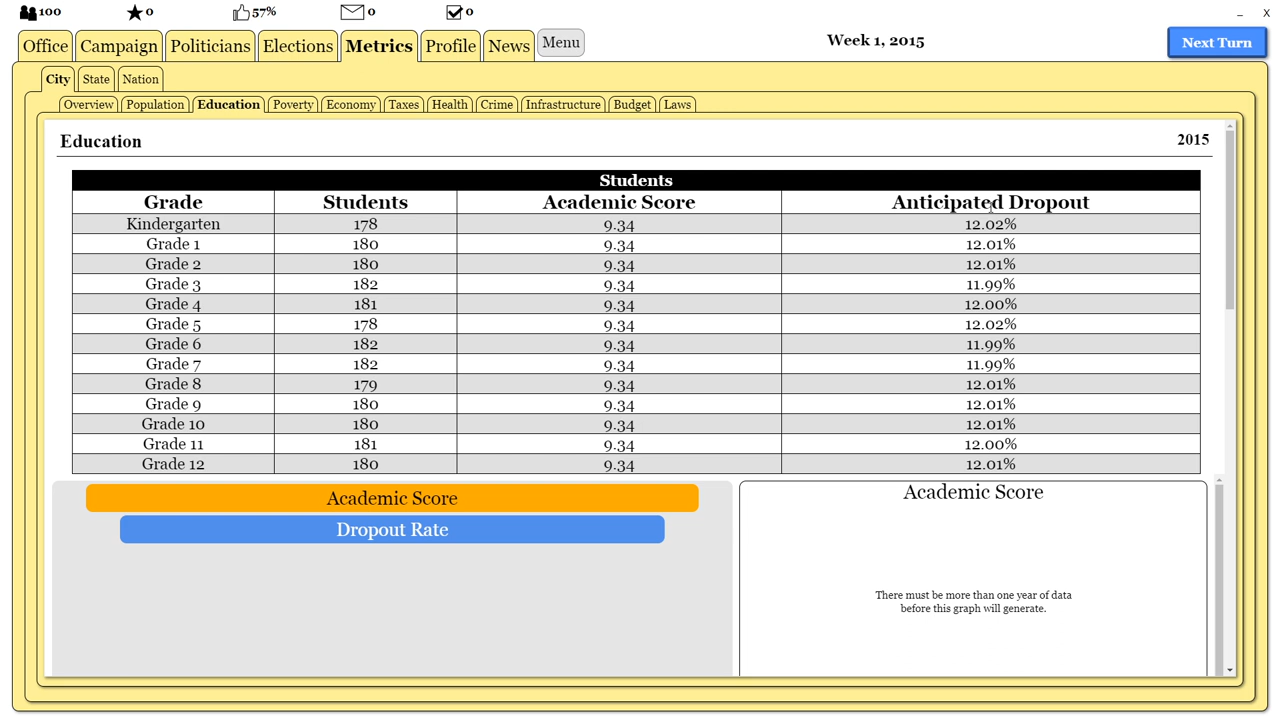 100 0 57% 0 0 _ X
Office Campaign Politicians Elections Metrics Profile News Menu Week 1, 2015 Next Turn
City State Nation
Overview Population Education Poverty Economy Taxes Health Crime Infrastructure Budget Laws
Education 2015
Students
Grade Students Academic Score Anticipated Dropout
Kindergarten 178 9.34 12.02%
Grade 1 180 9.34 12.01%
Grade 2 180 9.34 12.01%
Grade 3 182 9.34 11.99%
Grade 4 181 9.34 12.00%
Grade 5 178 9.34 12.02%
Grade 6 182 9.34 11.99%
Grade 7 182 9.34 11.99%
Grade 8 179 9.34 12.01%
Grade 9 180 9.34 12.01%
Grade 10 180 9.34 12.01%
Grade 11 181 9.34 12.00%
Grade 12 180 9.34 12.01%
Academic Score
Dropout Rate
Academic Score
There must be more than one year of data
before this graph will generate.